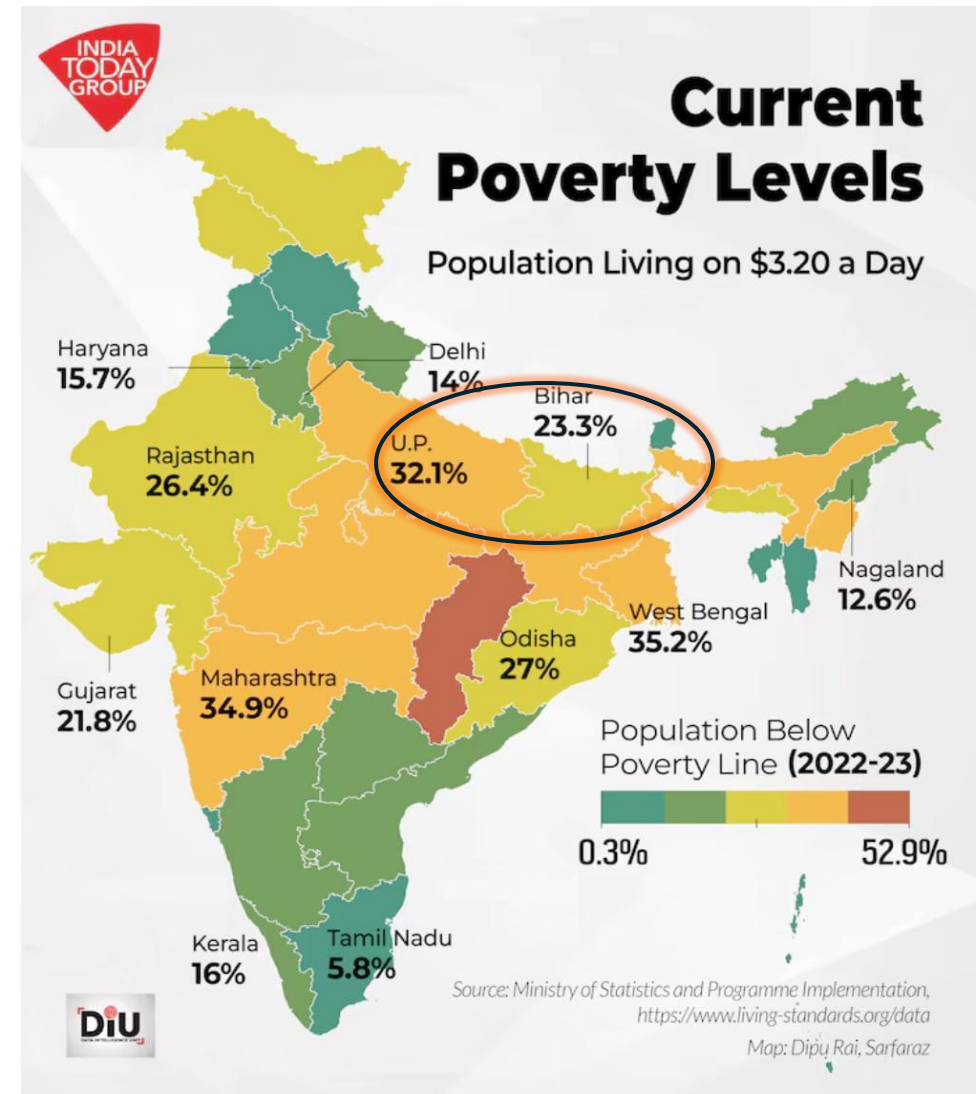 INDIA
TODAY
GROUP
Current
Poverty Levels
Population Living on $3.20 a Day
Haryana
15.7%
Delhi
14%
Bihar
23.3%
U.P.
32.1%
Rajasthan
26.4%
Nagaland
12.6%
West Bengal
35.2%
Odisha
27%
Gujarat
21.8%
Maharashtra
34.9%
Population Below
Poverty Line (2022-23)
0.3%
52.9%
Kerala
16%
Tamil Nadu
5.8%
Source: Ministry of Statistics and Programme Implementation,
https://www.living-standards.org/data
Map: Dipu Rai, Sarfaraz
DiU
DATA INTELLIGENCE UNIT